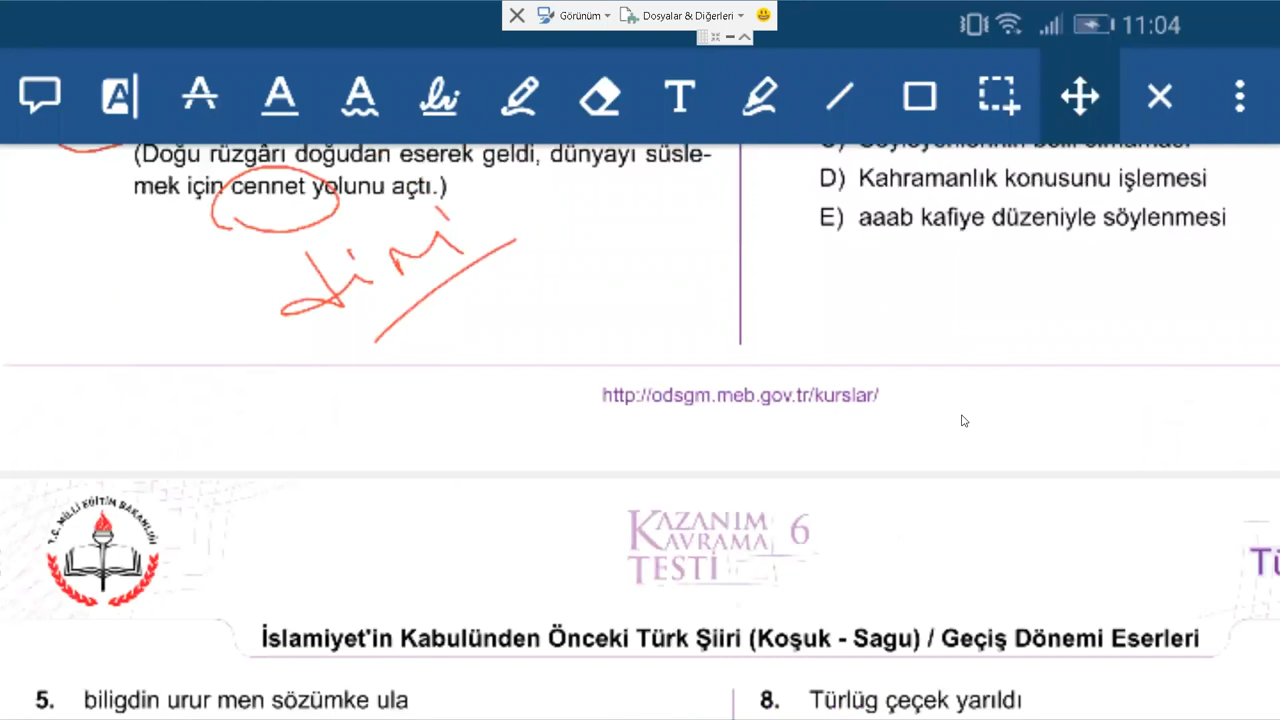 Görünüm
Dosyalar & Diğerleri
11:04
(Doğu rüzgârı doğudan eserek geldi, dünyayı süsle-
mek için cennet yolunu açtı.)
dini
D) Kahramanlık konusunu işlemesi
E) aaab kafiye düzeniyle söylenmesi
http://odsgm.meb.gov.tr/kurslar/
T.C. MİLLİ EĞİTİM BAKANLIĞI
KAZANIM
KAVRAMA
TESTİ
6
İslamiyet'in Kabulünden Önceki Türk Şiiri (Koşuk - Sagu) / Geçiş Dönemi Eserleri
5. biligdin urur men sözümke ula
8. Türlüg çeçek yarıldı